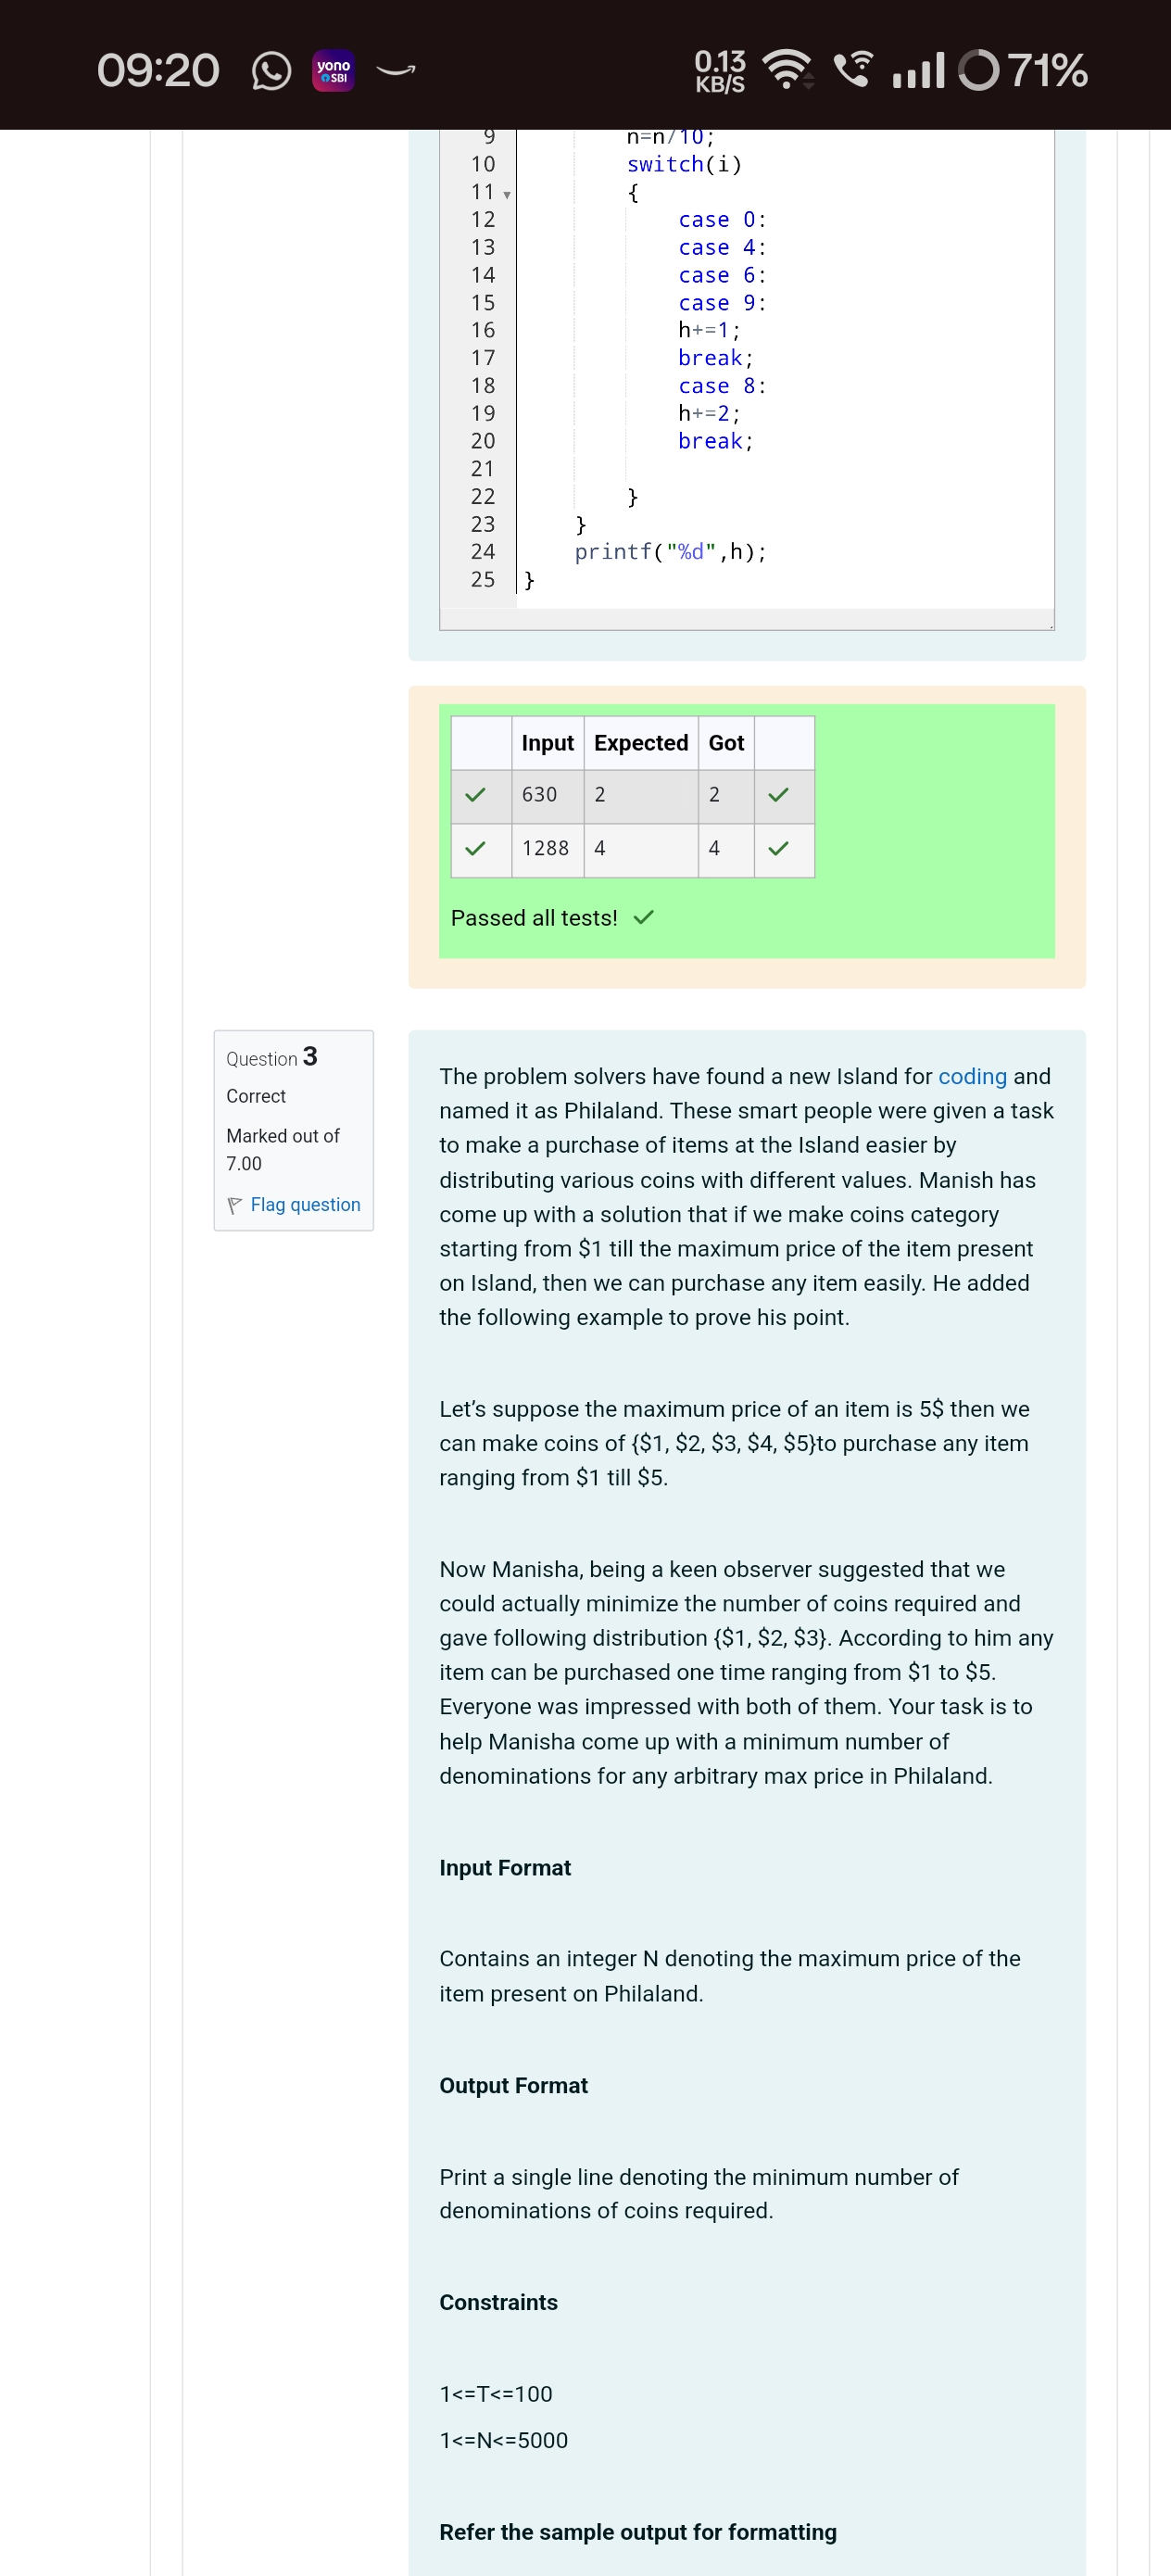 09:20 yono SBI 0.13 KB/S 71%
9 n=n/10;
10 switch(i)
11 {
12 case 0:
13 case 4:
14 case 6:
15 case 9:
16 h+=1;
17 break;
18 case 8:
19 h+=2;
20 break;
21
22 }
23 }
24 printf("%d",h);
25 }
Input Expected Got
630 2 2
1288 4 4
Passed all tests!
Question 3
Correct
Marked out of
7.00
Flag question
The problem solvers have found a new Island for coding and
named it as Philaland. These smart people were given a task
to make a purchase of items at the Island easier by
distributing various coins with different values. Manish has
come up with a solution that if we make coins category
starting from $1 till the maximum price of the item present
on Island, then we can purchase any item easily. He added
the following example to prove his point.
Let’s suppose the maximum price of an item is 5$ then we
can make coins of {$1, $2, $3, $4, $5}to purchase any item
ranging from $1 till $5.
Now Manisha, being a keen observer suggested that we
could actually minimize the number of coins required and
gave following distribution {$1, $2, $3}. According to him any
item can be purchased one time ranging from $1 to $5.
Everyone was impressed with both of them. Your task is to
help Manisha come up with a minimum number of
denominations for any arbitrary max price in Philaland.
Input Format
Contains an integer N denoting the maximum price of the
item present on Philaland.
Output Format
Print a single line denoting the minimum number of
denominations of coins required.
Constraints
1<=T<=100
1<=N<=5000
Refer the sample output for formatting